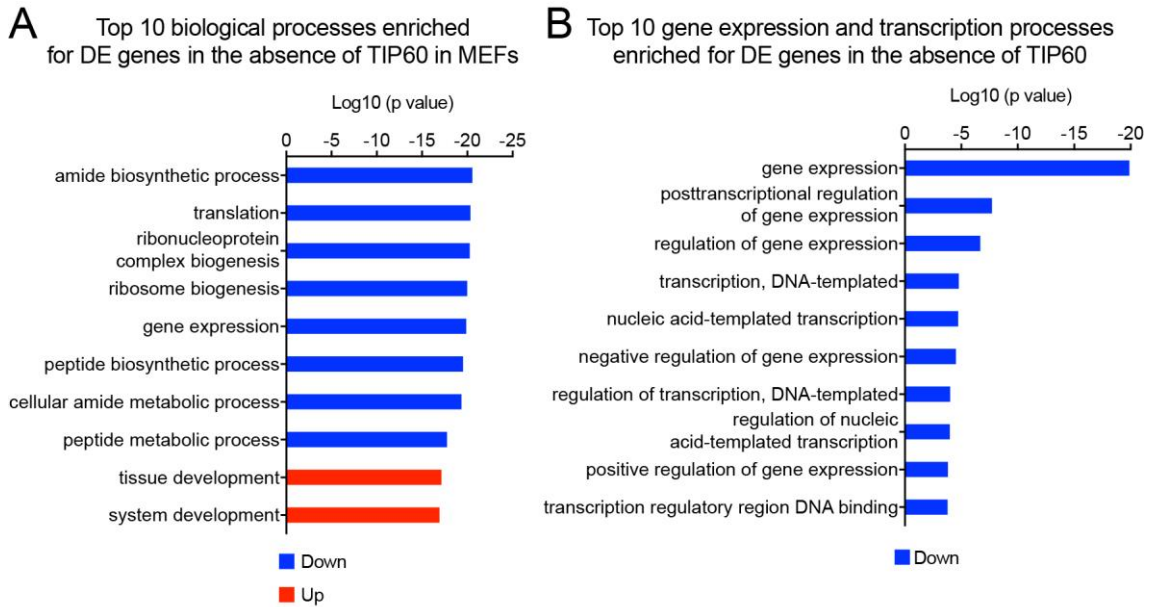 A
Top 10 biological processes enriched
for DE genes in the absence of TIP60 in MEFs
Log10 (p value)
0 -5 -10 -15 -20 -25
amide biosynthetic process
translation
ribonucleoprotein
complex biogenesis
ribosome biogenesis
gene expression
peptide biosynthetic process
cellular amide metabolic process
peptide metabolic process
tissue development
system development
Down
Up
B
Top 10 gene expression and transcription processes
enriched for DE genes in the absence of TIP60
Log10 (p value)
0 -5 -10 -15 -20
gene expression
posttranscriptional regulation
of gene expression
regulation of gene expression
transcription, DNA-templated
nucleic acid-templated transcription
negative regulation of gene expression
regulation of transcription, DNA-templated
regulation of nucleic
acid-templated transcription
positive regulation of gene expression
transcription regulatory region DNA binding
Down